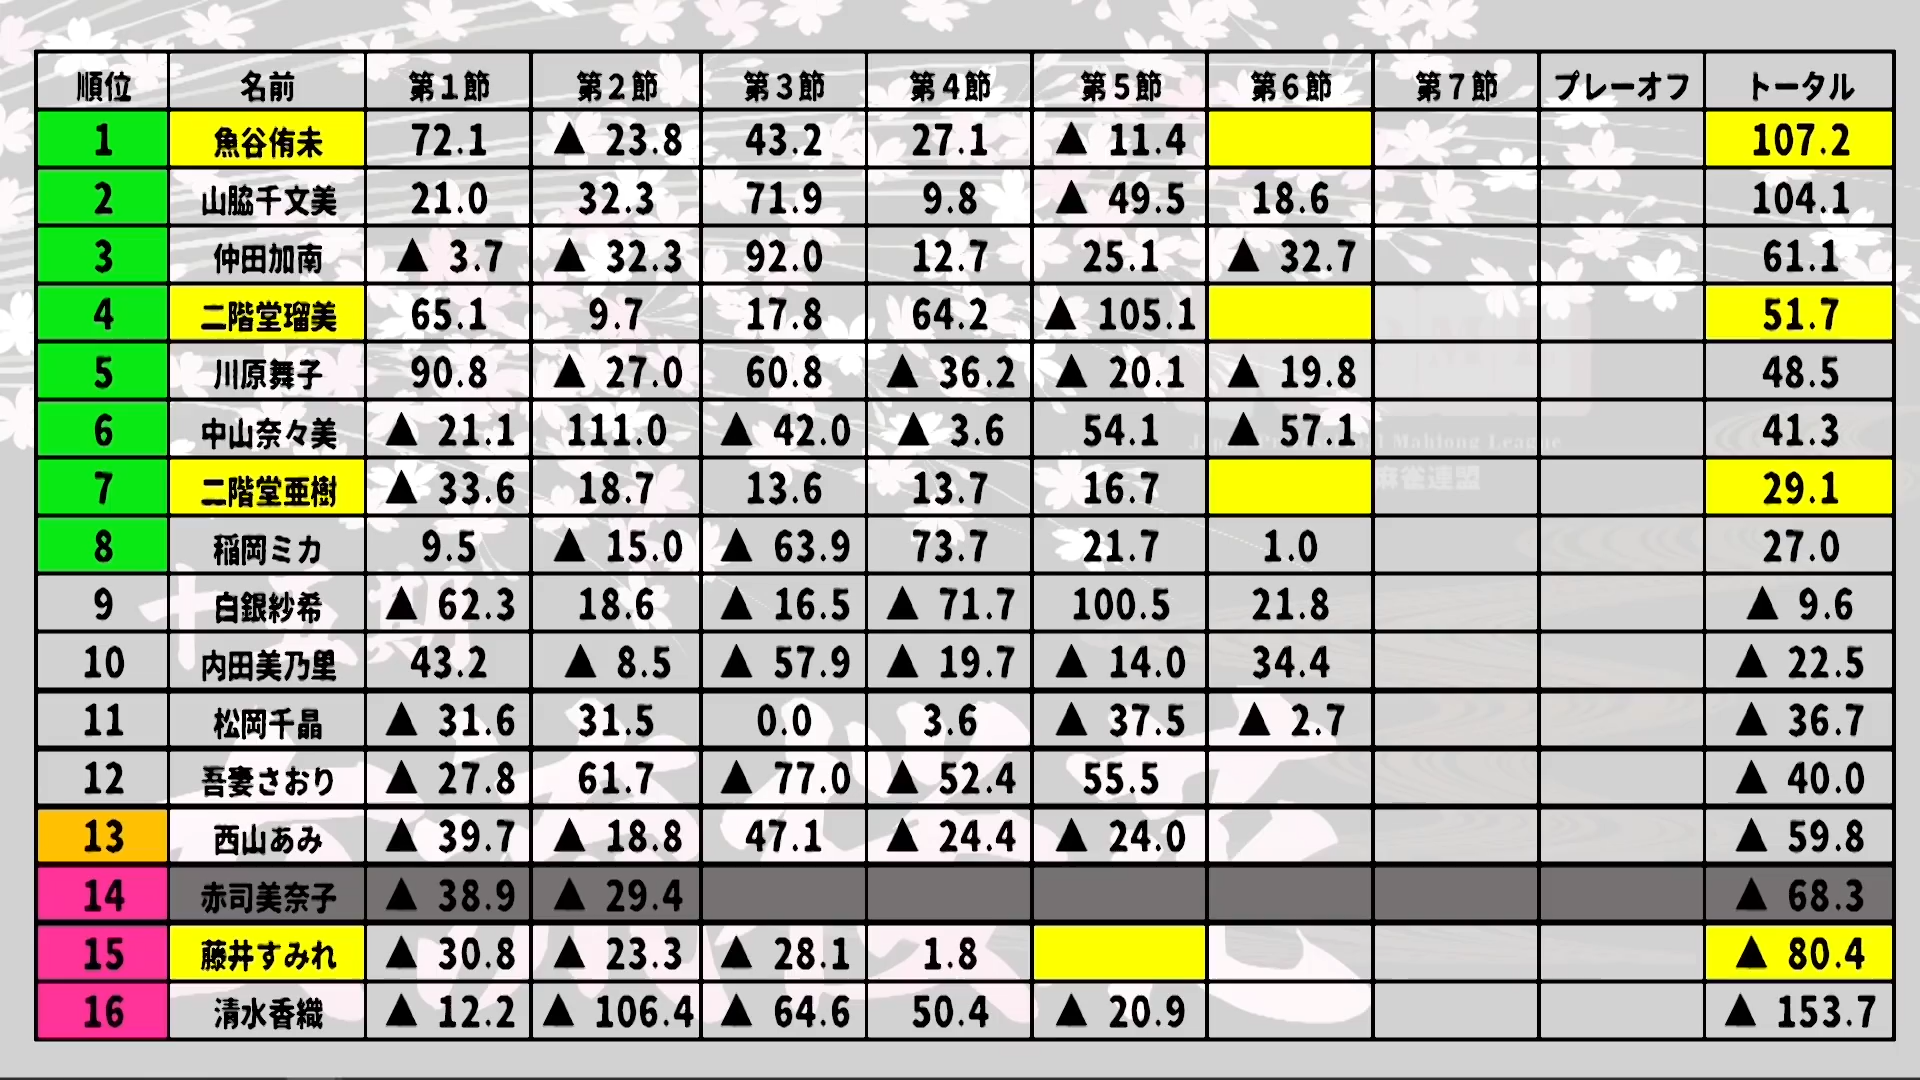 順位 名前 第1節 第2節 第3節 第4節 第5節 第6節 第7節 プレーオフ トータル
1 魚谷侑未 72.1 ▲ 23.8 43.2 27.1 ▲ 11.4 107.2
2 山脇千文美 21.0 32.3 71.9 9.8 ▲ 49.5 18.6 104.1
3 仲田加南 ▲ 3.7 ▲ 32.3 92.0 12.7 25.1 ▲ 32.7 61.1
4 二階堂瑠美 65.1 9.7 17.8 64.2 ▲ 105.1 51.7
5 川原舞子 90.8 ▲ 27.0 60.8 ▲ 36.2 ▲ 20.1 ▲ 19.8 48.5
6 中山奈々美 ▲ 21.1 111.0 ▲ 42.0 ▲ 3.6 54.1 ▲ 57.1 41.3
7 二階堂亜樹 ▲ 33.6 18.7 13.6 13.7 16.7 29.1
8 稲岡ミカ 9.5 ▲ 15.0 ▲ 63.9 73.7 21.7 1.0 27.0
9 白銀紗希 ▲ 62.3 18.6 ▲ 16.5 ▲ 71.7 100.5 21.8 ▲ 9.6
10 内田美乃里 43.2 ▲ 8.5 ▲ 57.9 ▲ 19.7 ▲ 14.0 34.4 ▲ 22.5
11 松岡千晶 ▲ 31.6 31.5 0.0 3.6 ▲ 37.5 ▲ 2.7 ▲ 36.7
12 吾妻さおり ▲ 27.8 61.7 ▲ 77.0 ▲ 52.4 55.5 ▲ 40.0
13 西山あみ ▲ 39.7 ▲ 18.8 47.1 ▲ 24.4 ▲ 24.0 ▲ 59.8
14 赤司美奈子 ▲ 38.9 ▲ 29.4 ▲ 68.3
15 藤井すみれ ▲ 30.8 ▲ 23.3 ▲ 28.1 1.8 ▲ 80.4
16 清水香織 ▲ 12.2 ▲ 106.4 ▲ 64.6 50.4 ▲ 20.9 ▲ 153.7
Mahjong League
麻雀連盟
十五期